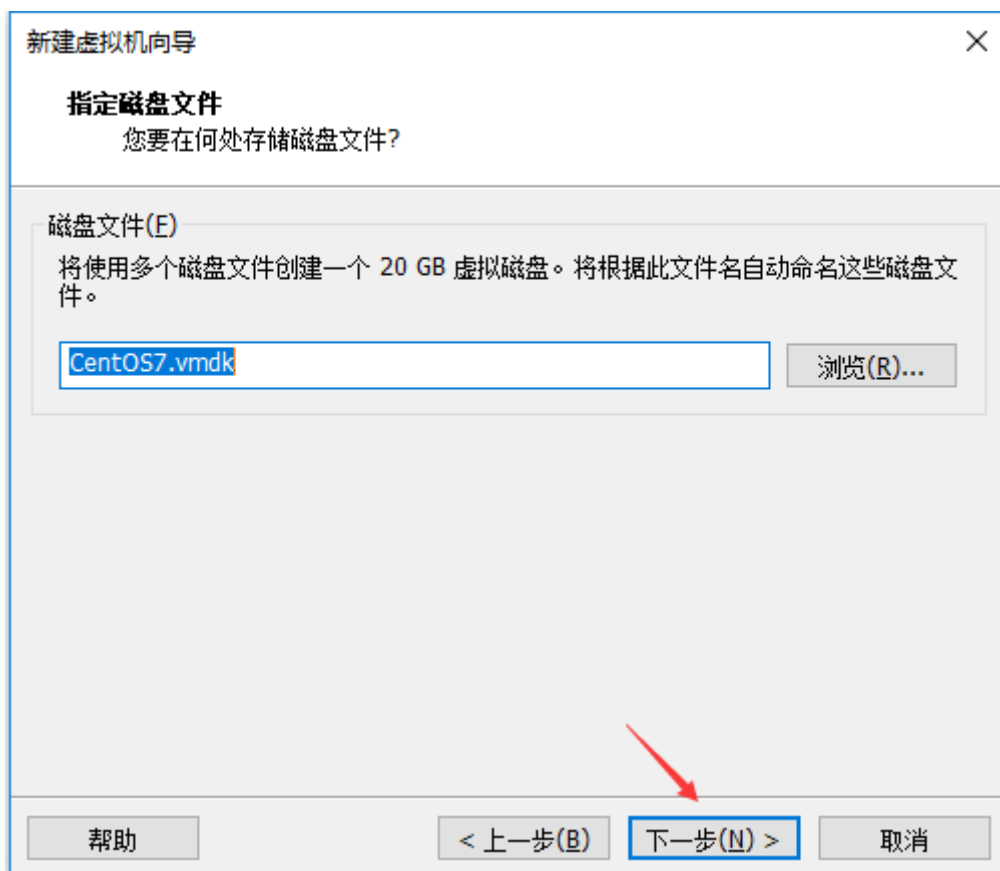 新建虚拟机向导
指定磁盘文件
您要在何处存储磁盘文件?
磁盘文件(F)
将使用多个磁盘文件创建一个 20 GB 虚拟磁盘。将根据此文件名自动命名这些磁盘文
件。
CentOS7.vmdk
浏览(R)...
帮助
< 上一步(B)
下一步(N) >
取消